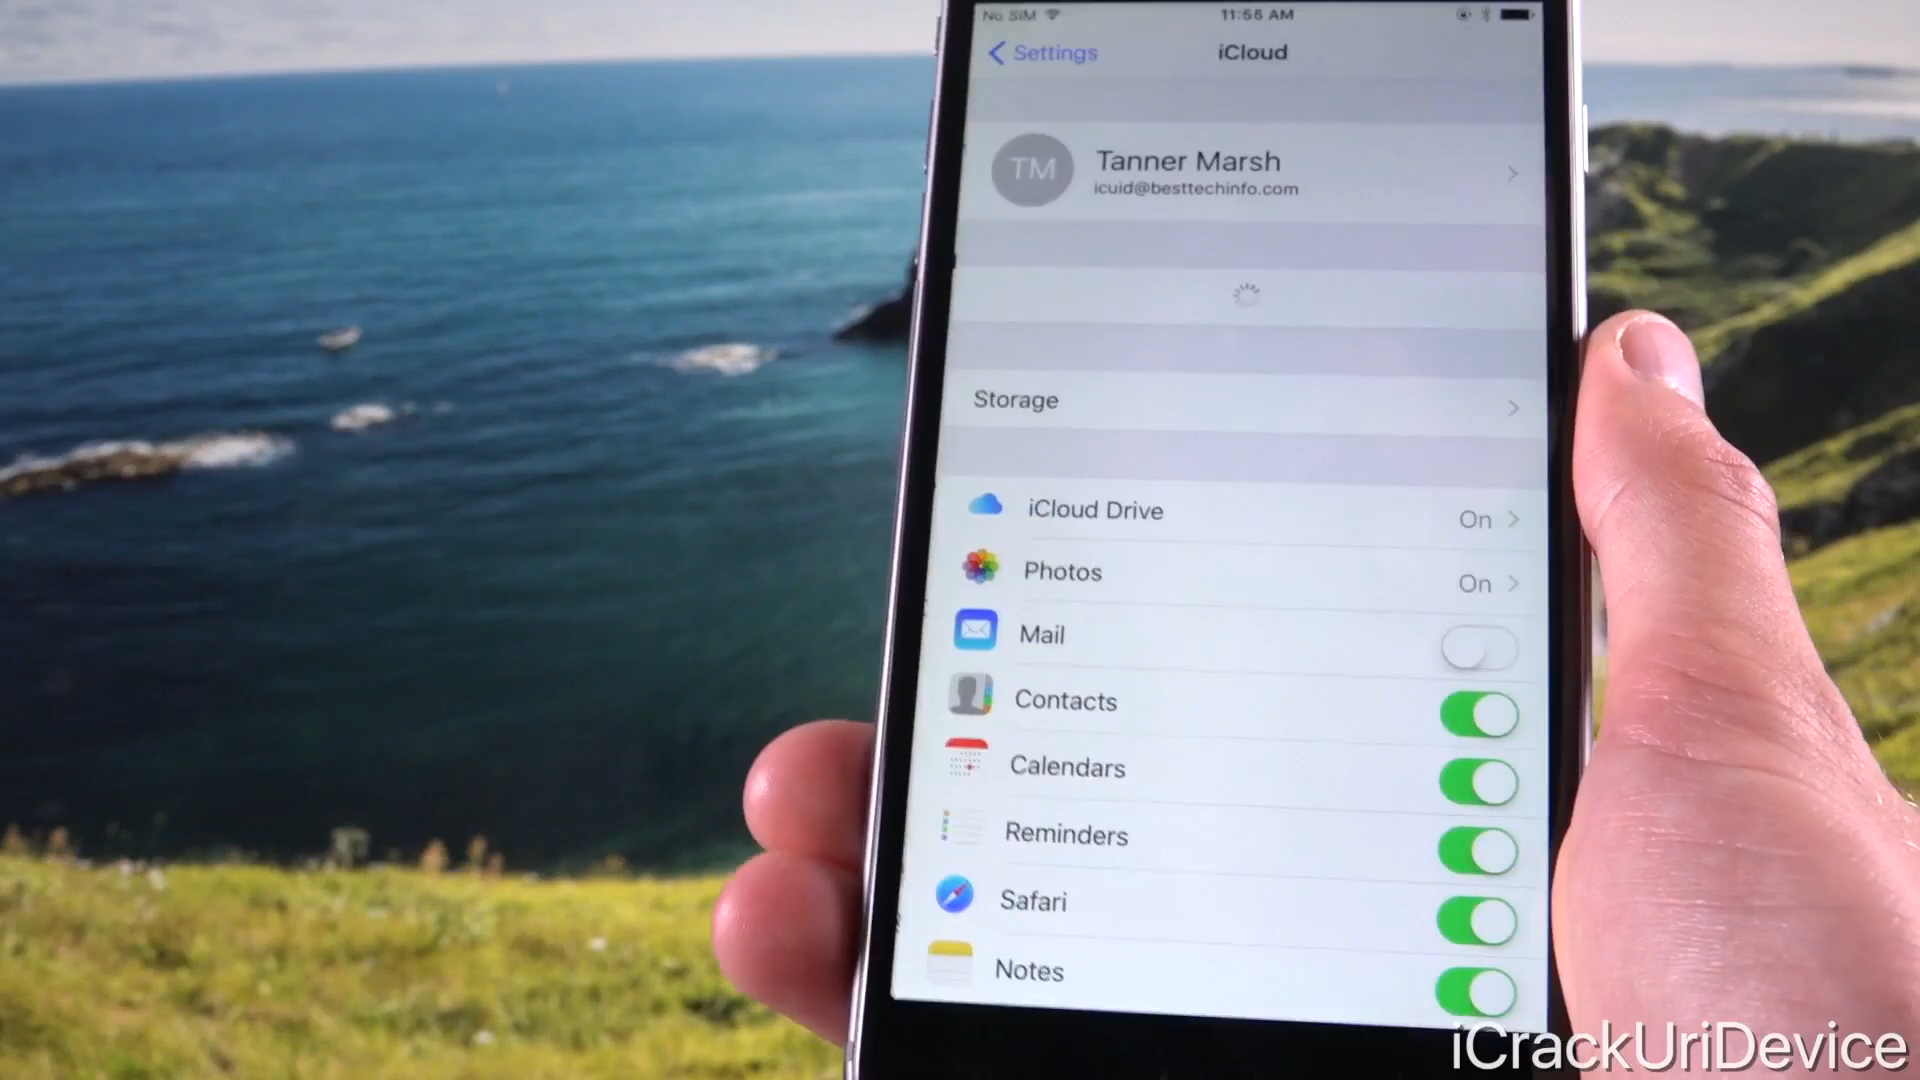 No SIM 11:56 AM
Settings iCloud
TM
Tanner Marsh
icuid@besttechinfo.com
Storage
iCloud Drive On
Photos On
Mail
Contacts
Calendars
Reminders
Safari
Notes
iCrackUriDevice